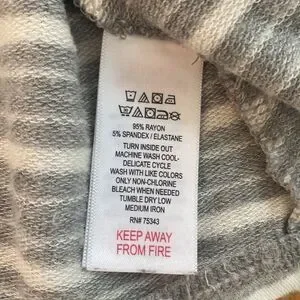 95% RAYON
5% SPANDEX / ELASTANE
TURN INSIDE OUT
MACHINE WASH COOL-
DELICATE CYCLE
WASH WITH LIKE COLORS
ONLY NON-CHLORINE
BLEACH WHEN NEEDED
TUMBLE DRY LOW
MEDIUM IRON
RN# 75343
KEEP AWAY
FROM FIRE